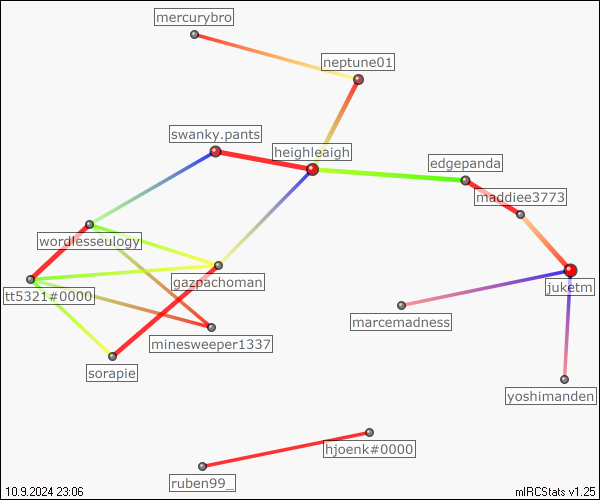 mercurybro
neptune01
swanky.pants
heighleaigh
edgepanda
maddiee3773
wordlesseulogy
gazpachoman
juketm
tt5321#0000
marcemadness
minesweeper1337
sorapie
yoshimanden
hjoenk#0000
ruben99_
10.9.2024 23:06
mIRCStats v1.25